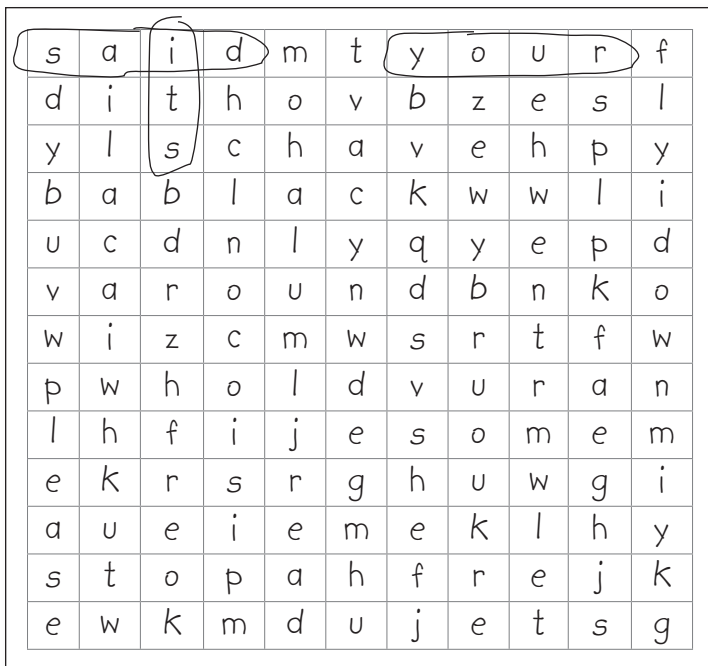 s a i d m t y o u r f
d i t h o v b z e s l
y l s c h a v e h p y
b a b l a c k w w l i
u c d n l y q y e p d
v a r o u n d b n k o
w i z c m w s r t f w
p w h o l d v u r a n
l h f i j e s o m e m
e k r s r g h u w g i
a u e i e m e k l h y
s t o p a h f r e j k
e w k m d u j e t s g